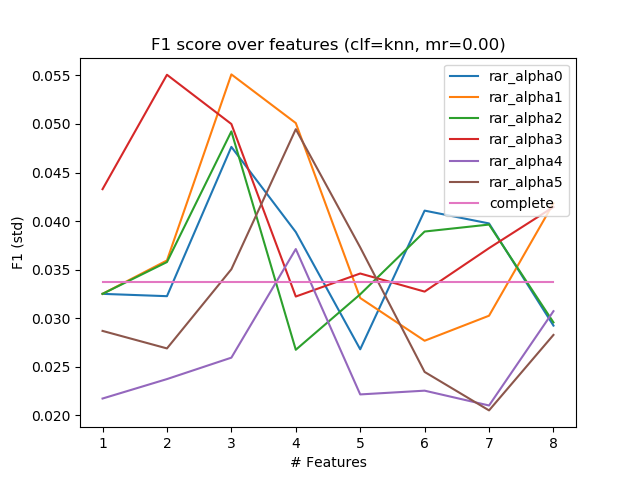 F1 score over features (clf=knn, mr=0.00)
F1 (std)
0.055
0.050
0.045
0.040
0.035
0.030
0.025
0.020
rar_alpha0
rar_alpha1
rar_alpha2
rar_alpha3
rar_alpha4
rar_alpha5
complete
1 2 3 4 5 6 7 8
# Features